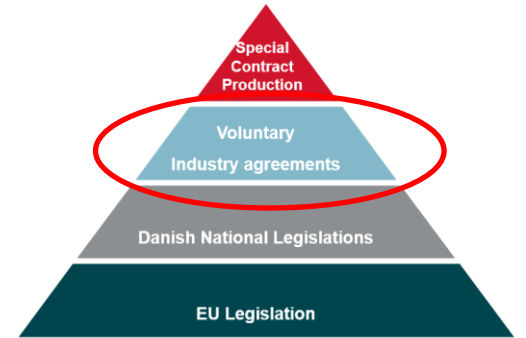 Special
Contract
Production
Voluntary
Industry agreements
Danish National Legislations
EU Legislation